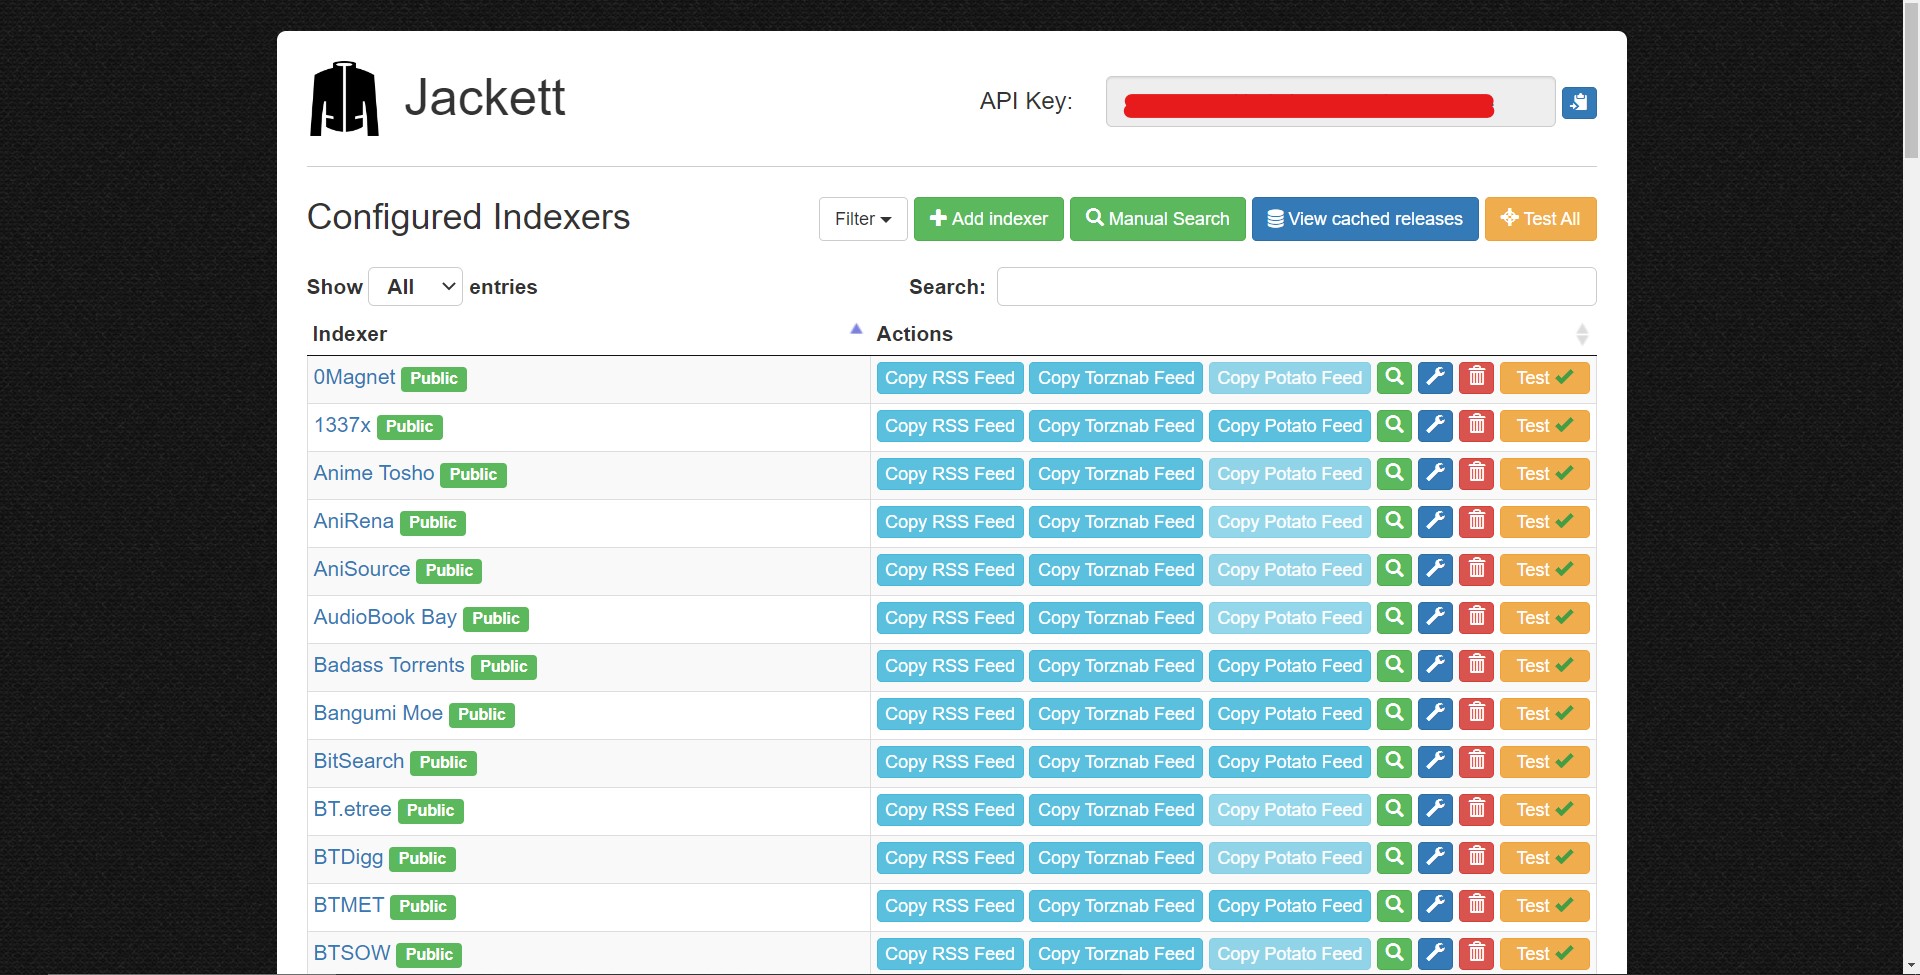 Jackett
API Key:
Configured Indexers
Filter Add indexer Manual Search View cached releases Test All
Show All entries Search:
Indexer Actions
0Magnet Public Copy RSS Feed Copy Torznab Feed Copy Potato Feed Test
1337x Public Copy RSS Feed Copy Torznab Feed Copy Potato Feed Test
Anime Tosho Public Copy RSS Feed Copy Torznab Feed Copy Potato Feed Test
AniRena Public Copy RSS Feed Copy Torznab Feed Copy Potato Feed Test
AniSource Public Copy RSS Feed Copy Torznab Feed Copy Potato Feed Test
AudioBook Bay Public Copy RSS Feed Copy Torznab Feed Copy Potato Feed Test
Badass Torrents Public Copy RSS Feed Copy Torznab Feed Copy Potato Feed Test
Bangumi Moe Public Copy RSS Feed Copy Torznab Feed Copy Potato Feed Test
BitSearch Public Copy RSS Feed Copy Torznab Feed Copy Potato Feed Test
BT.etree Public Copy RSS Feed Copy Torznab Feed Copy Potato Feed Test
BTDigg Public Copy RSS Feed Copy Torznab Feed Copy Potato Feed Test
BTMET Public Copy RSS Feed Copy Torznab Feed Copy Potato Feed Test
BTSOW Public Copy RSS Feed Copy Torznab Feed Copy Potato Feed Test